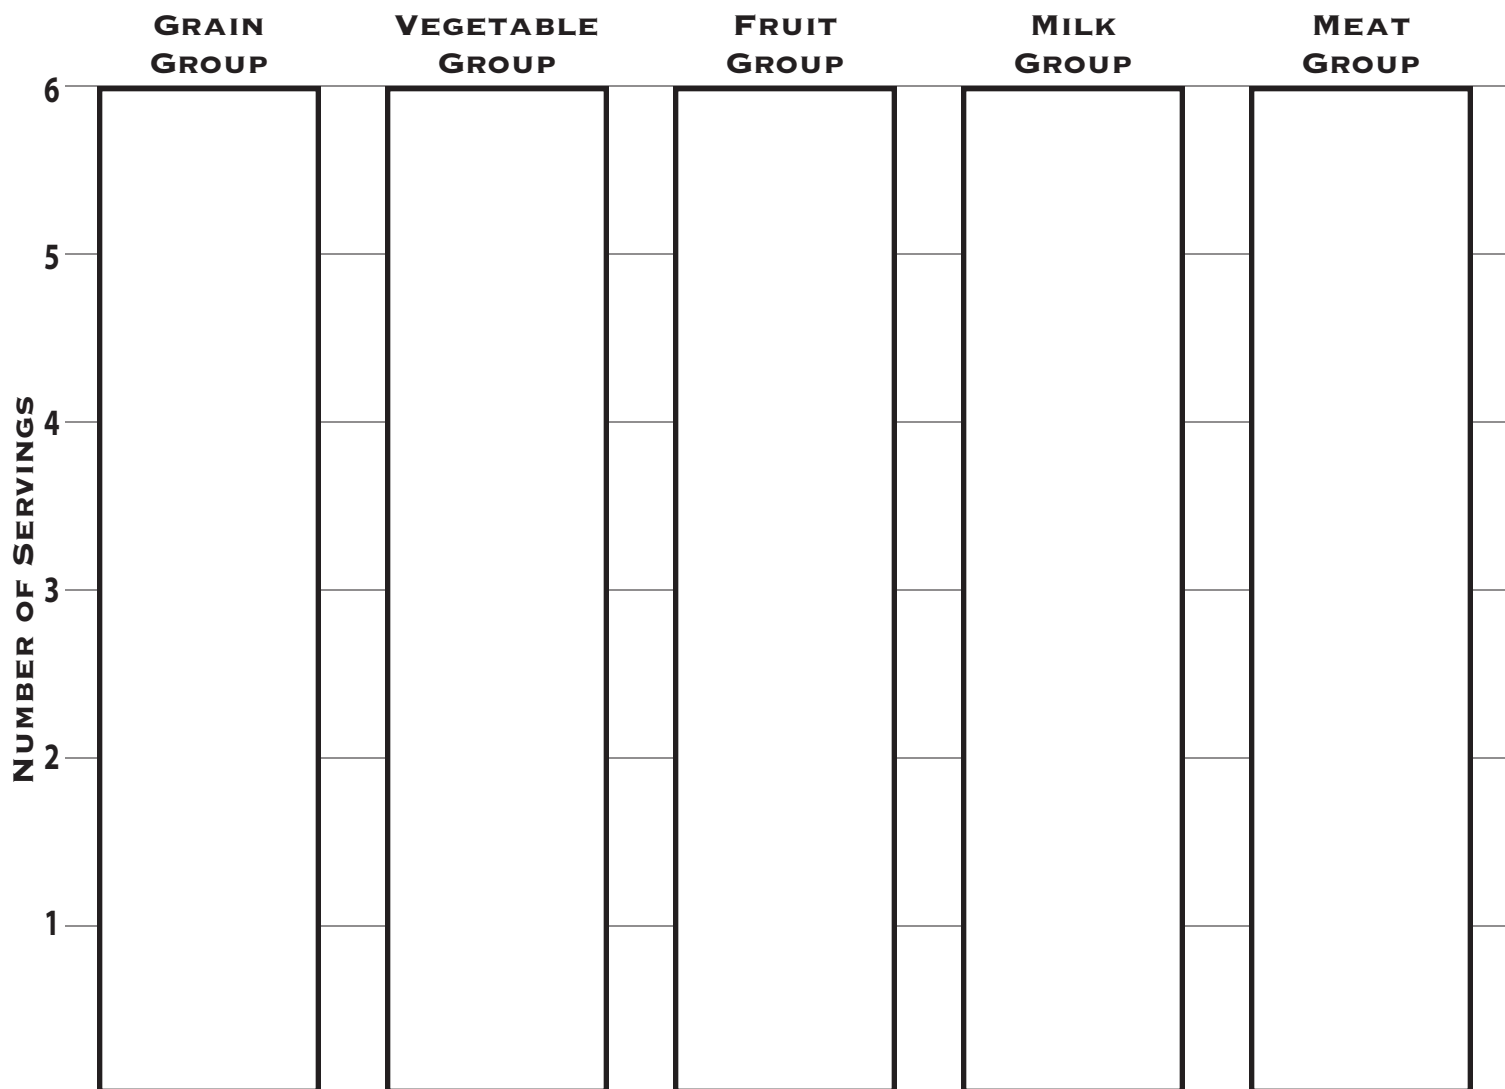 GRAIN GROUP
VEGETABLE GROUP
FRUIT GROUP
MILK GROUP
MEAT GROUP
NUMBER OF SERVINGS
6
5
4
3
2
1